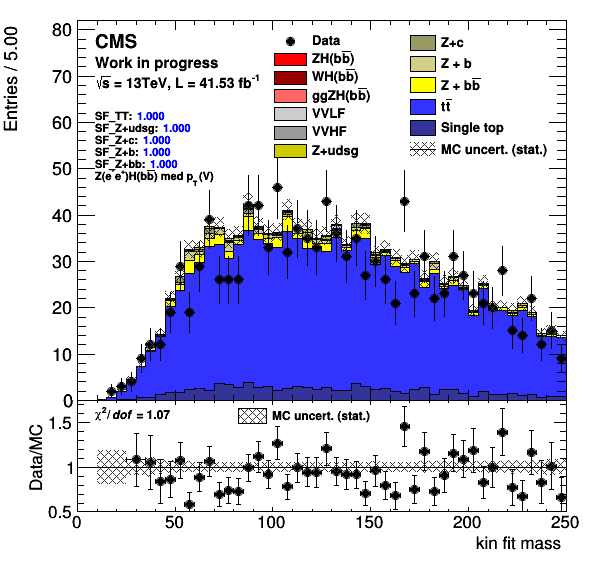 CMS
Work in progress
√s = 13TeV, L = 41.53 fb⁻¹
SF_TT: 1.000
SF_Z+udsg: 1.000
SF_Z+c: 1.000
SF_Z+b: 1.000
SF_Z+bb: 1.000
Z(e⁻e⁺)H(bb̅) med p_T(V)
Data
ZH(bb̅)
WH(bb̅)
ggZH(bb̅)
VVLF
VVHF
Z+udsg
Z+c
Z + b
Z + bb̅
tt̅
Single top
MC uncert. (stat.)
Entries / 5.00
80
70
60
50
40
30
20
10
0
χ²/dof = 1.07
MC uncert. (stat.)
Data/MC
1.5
1
0.5
0 50 100 150 200 250
kin fit mass